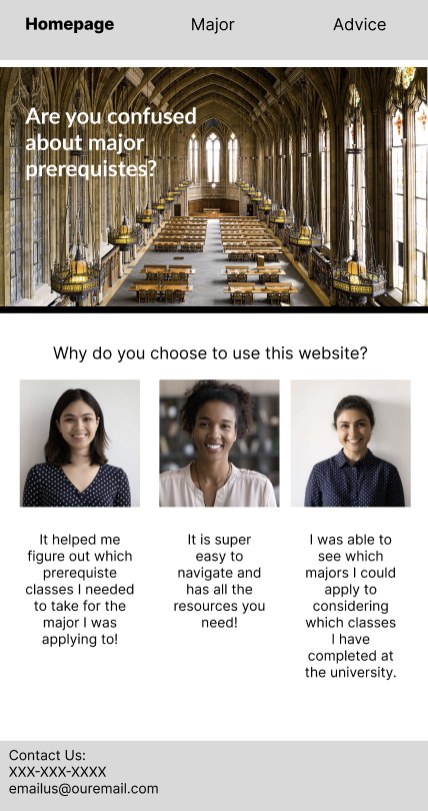 Homepage Major Advice
Are you confused
about major
prerequistes?
Why do you choose to use this website?
It helped me
figure out which
prerequiste
classes I needed
to take for the
major I was
applying to!
It is super
easy to
navigate and
has all the
resources you
need!
I was able to
see which
majors I could
apply to
considering
which classes
I have
completed at
the university.
Contact Us:
XXX-XXX-XXXX
emailus@ouremail.com